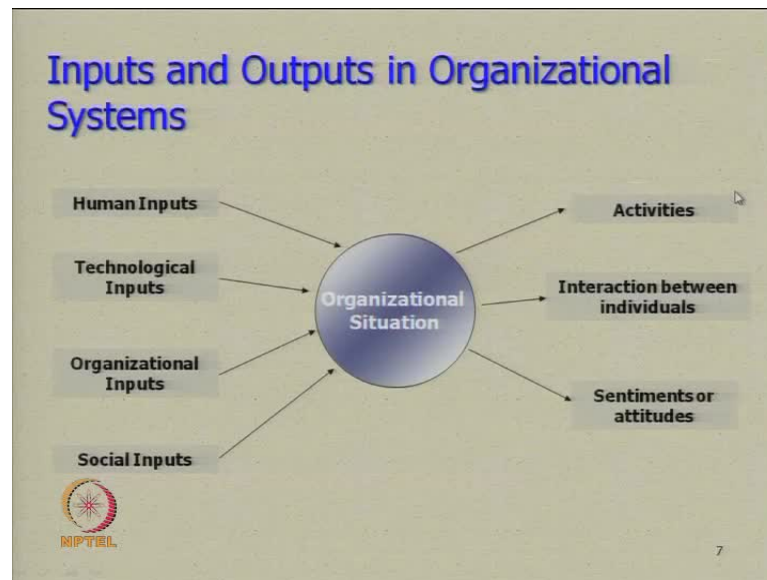 Inputs and Outputs in Organizational
Systems
Human Inputs
Technological
Inputs
Organizational
Inputs
Social Inputs
Organizational
Situation
Activities
Interaction between
individuals
Sentiments or
attitudes
NPTEL
7